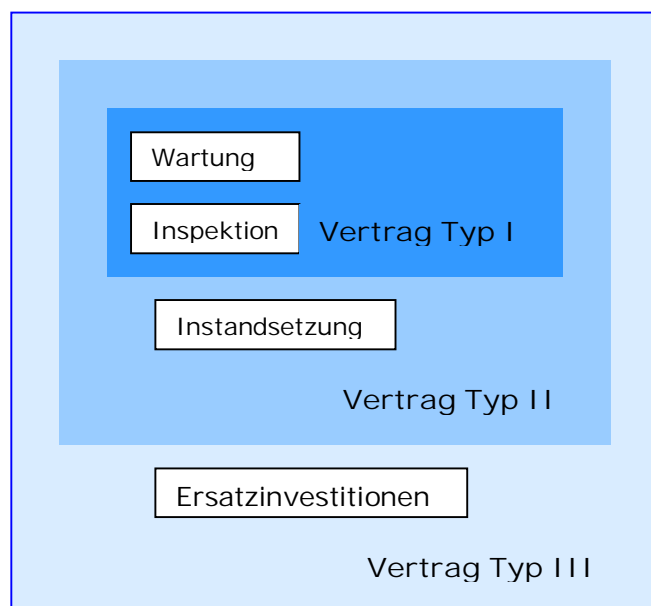 Wartung
Inspektion
Vertrag Typ I
Instandsetzung
Vertrag Typ II
Ersatzinvestitionen
Vertrag Typ III